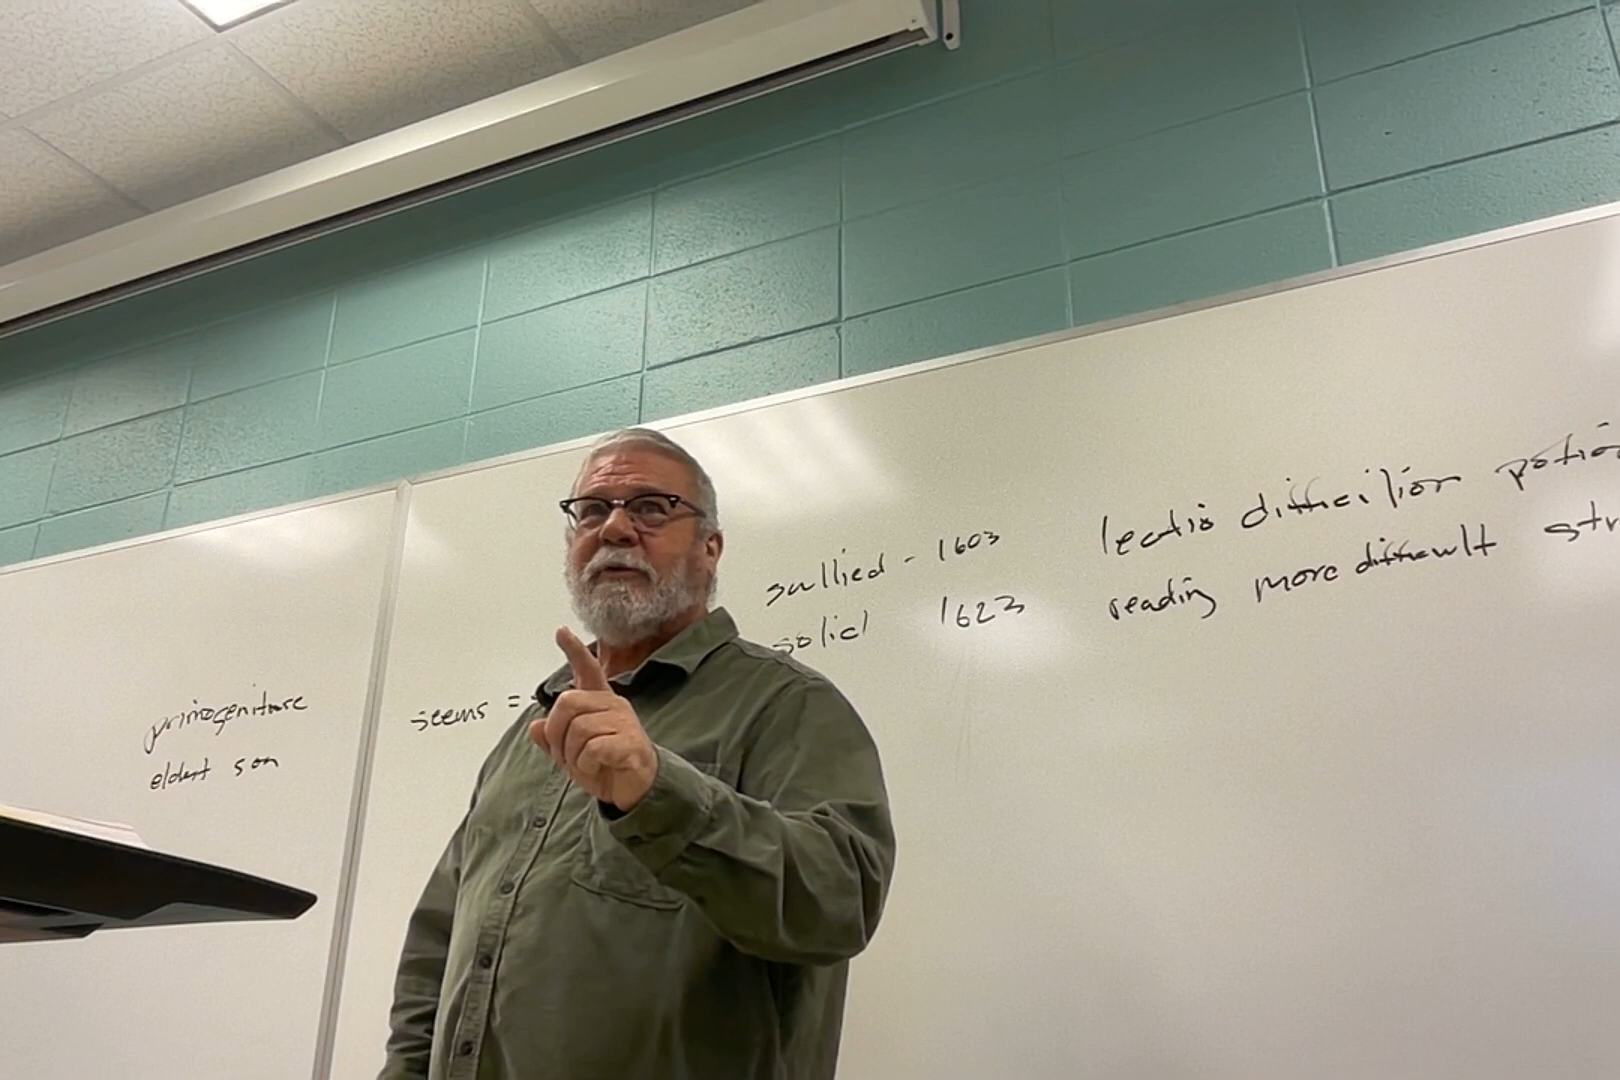 sullied - 1603
solid 1623
lectio difficilior
reading more difficult
seems =
primogeniture
eldest son